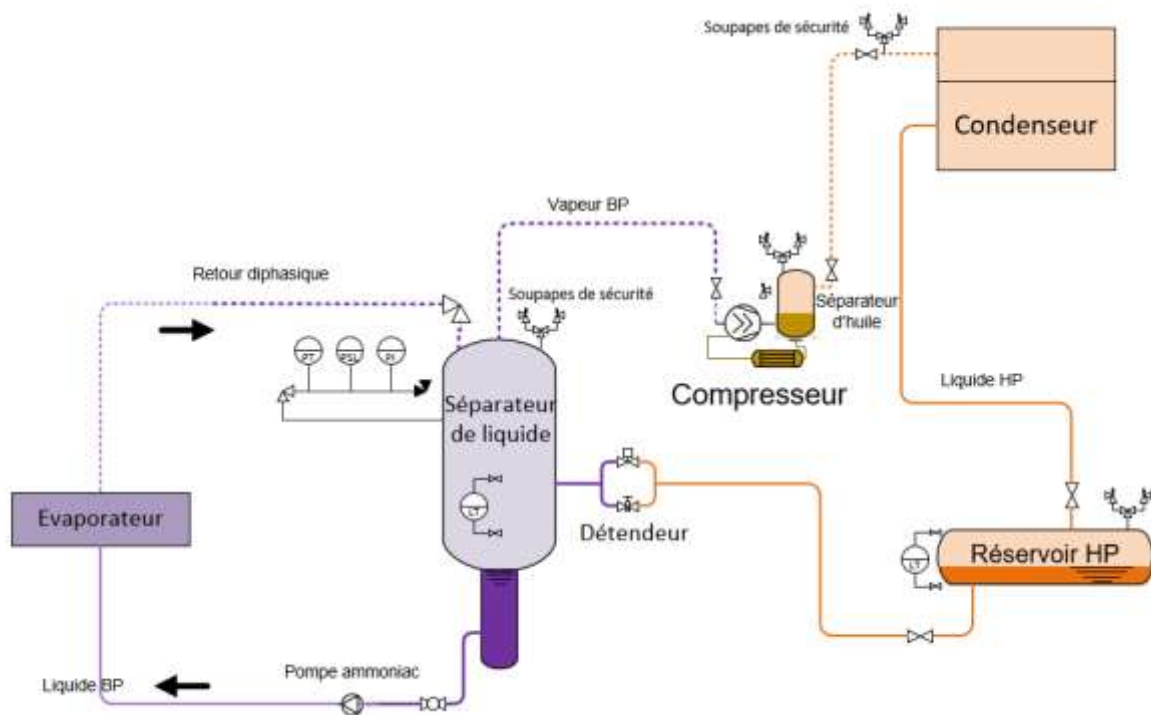 Soupapes de sécurité
Condenseur
Vapeur BP
Retour diphasique
Soupapes de sécurité
Séparateur
d'huile
PT
PSL
PI
Compresseur
Liquide HP
Séparateur
de liquide
Evaporateur
LT
Détendeur
Réservoir HP
LT
Pompe ammoniac
Liquide BP